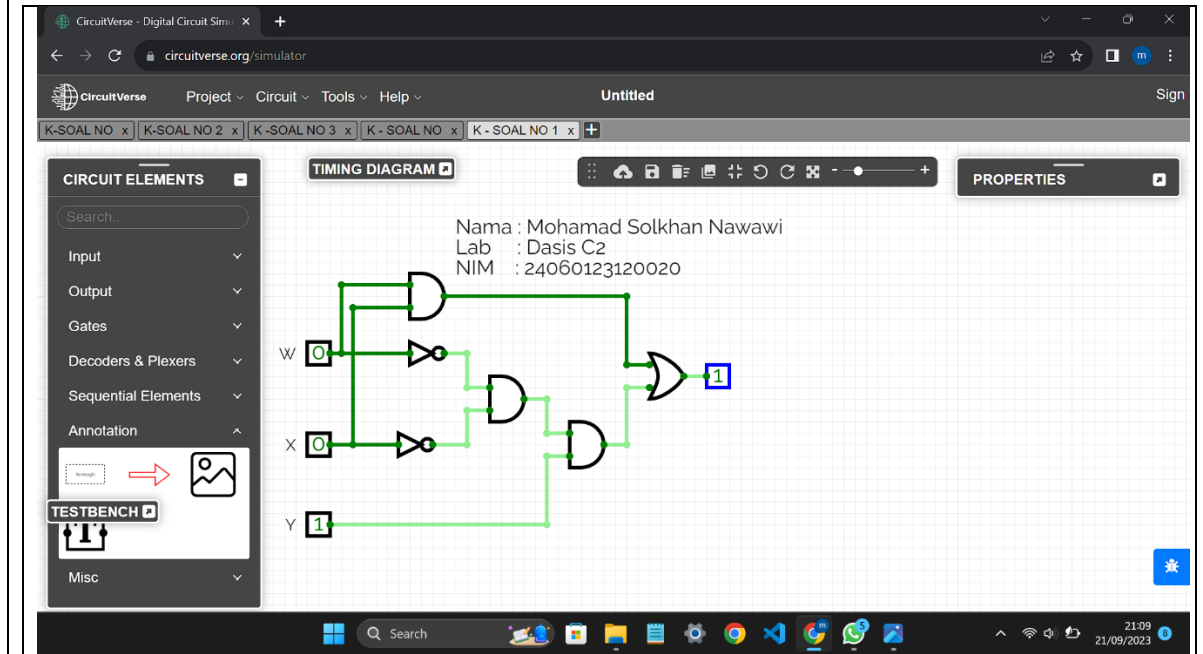 CircuitVerse - Digital Circuit Simu
circuitverse.org/simulator
m
CircuitVerse
Project
Circuit
Tools
Help
Untitled
Sign
K-SOAL NO x
K-SOAL NO 2 x
K -SOAL NO 3 x
K - SOAL NO x
K - SOAL NO 1 x
CIRCUIT ELEMENTS
TIMING DIAGRAM
PROPERTIES
Search..
Input
Output
Gates
Decoders & Plexers
Sequential Elements
Annotation
TESTBENCH
T
Misc
Nama : Mohamad Solkhan Nawawi
Lab : Dasis C2
NIM : 24060123120020
W 0
1
X 0
Y 1
Search
5
21:09
21/09/2023